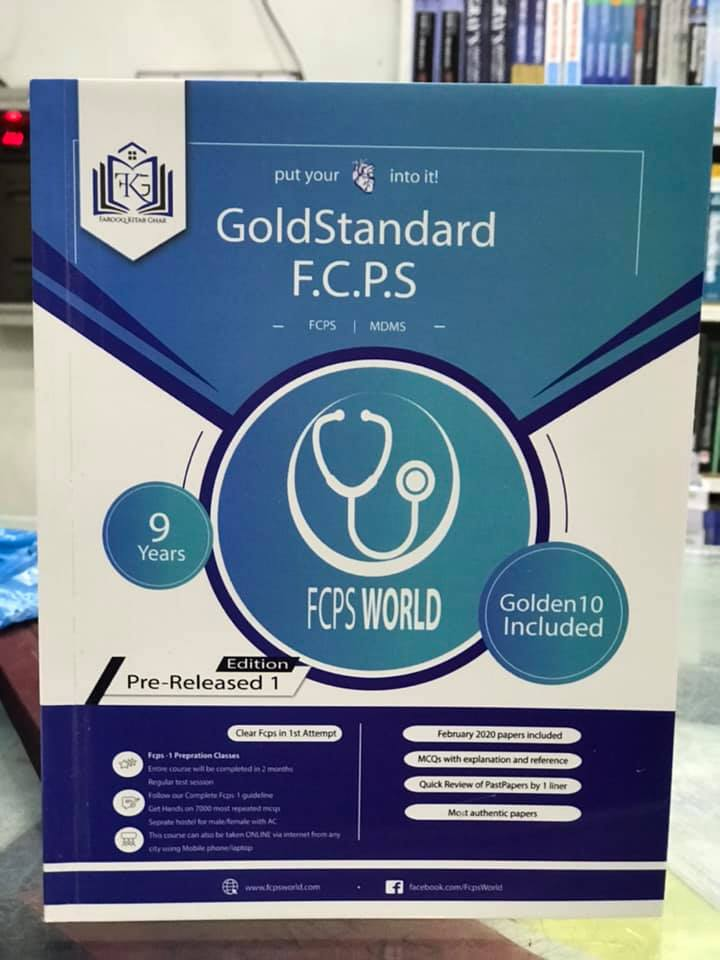 FKG
FAROOQ KITAB GHAR
put your into it!
GoldStandard
F.C.P.S
FCPS | MDMS
9
Years
FCPS WORLD
Golden10
Included
Edition
Pre-Released 1
Clear Fcps in 1st Attempt
Fcps -1 Prepration Classes
Entire course will be completed in 2 months
Regular test session
Follow our Complete Fcps-1 guideline
Get Hands on 7000 most repeated mcqs
Seprate hostel for male/female with AC
This course can also be taken ONLINE via internet from any
city using Mobile phone/laptop
February 2020 papers included
MCQs with explanation and reference
Quick Review of PastPapers by 1 liner
Most authentic papers
www.fcpsworld.com
facebook.com/FcpsWorld